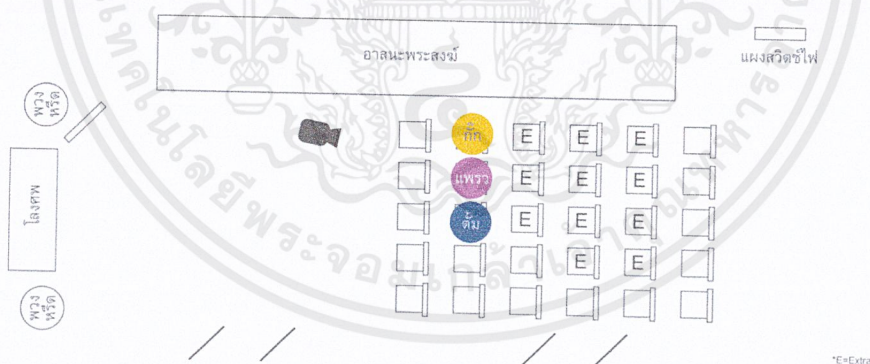 อาสนะพระสงฆ์
แผงสวิตช์ไฟ
พวง
หรีด
โลงศพ
พวง
หรีด
กั๊ก
E E E
แพรว
E E E
ต้ม
E E E
E E
*E=Extra